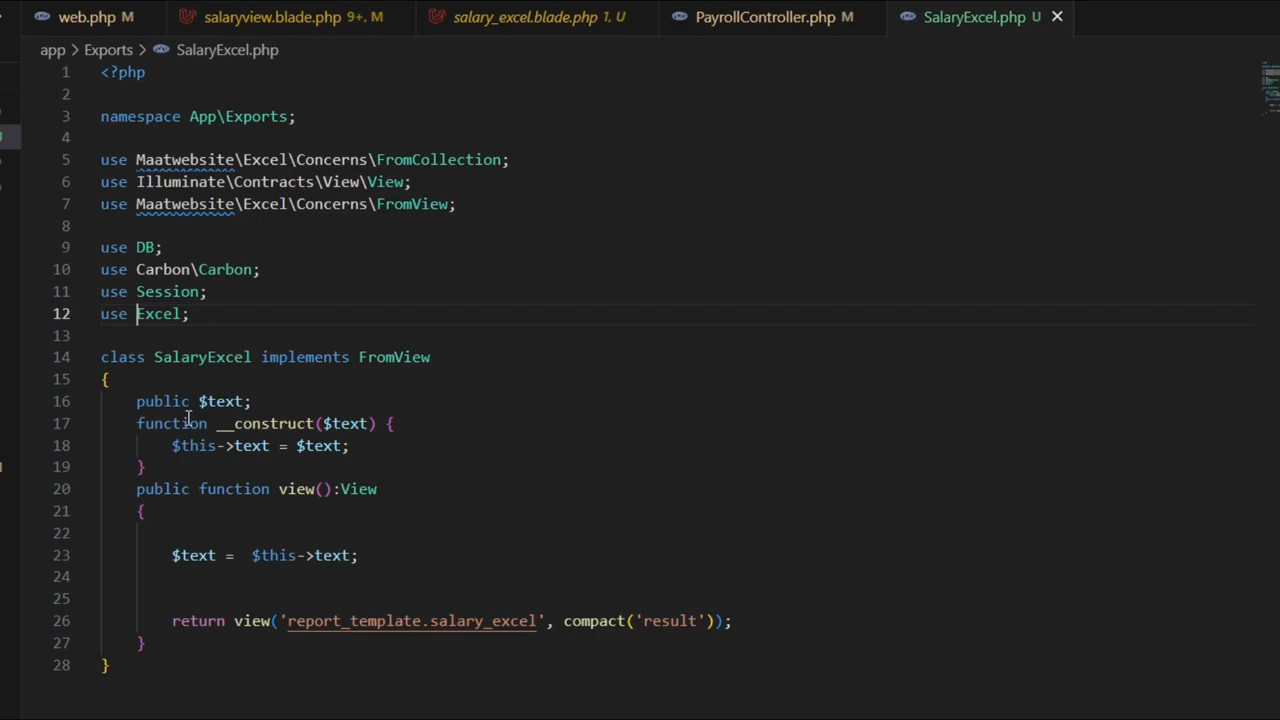 web.php M salaryview.blade.php 9+, M salary_excel.blade.php 1, U PayrollController.php M SalaryExcel.php U
app > Exports > SalaryExcel.php
1 <?php
2
3 namespace App\Exports;
4
5 use Maatwebsite\Excel\Concerns\FromCollection;
6 use Illuminate\Contracts\View\View;
7 use Maatwebsite\Excel\Concerns\FromView;
8
9 use DB;
10 use Carbon\Carbon;
11 use Session;
12 use Excel;
13
14 class SalaryExcel implements FromView
15 {
16 public $text;
17 function __construct($text) {
18 $this->text = $text;
19 }
20 public function view():View
21 {
22
23 $text =  $this->text;
24
25
26 return view('report_template.salary_excel', compact('result'));
27 }
28 }